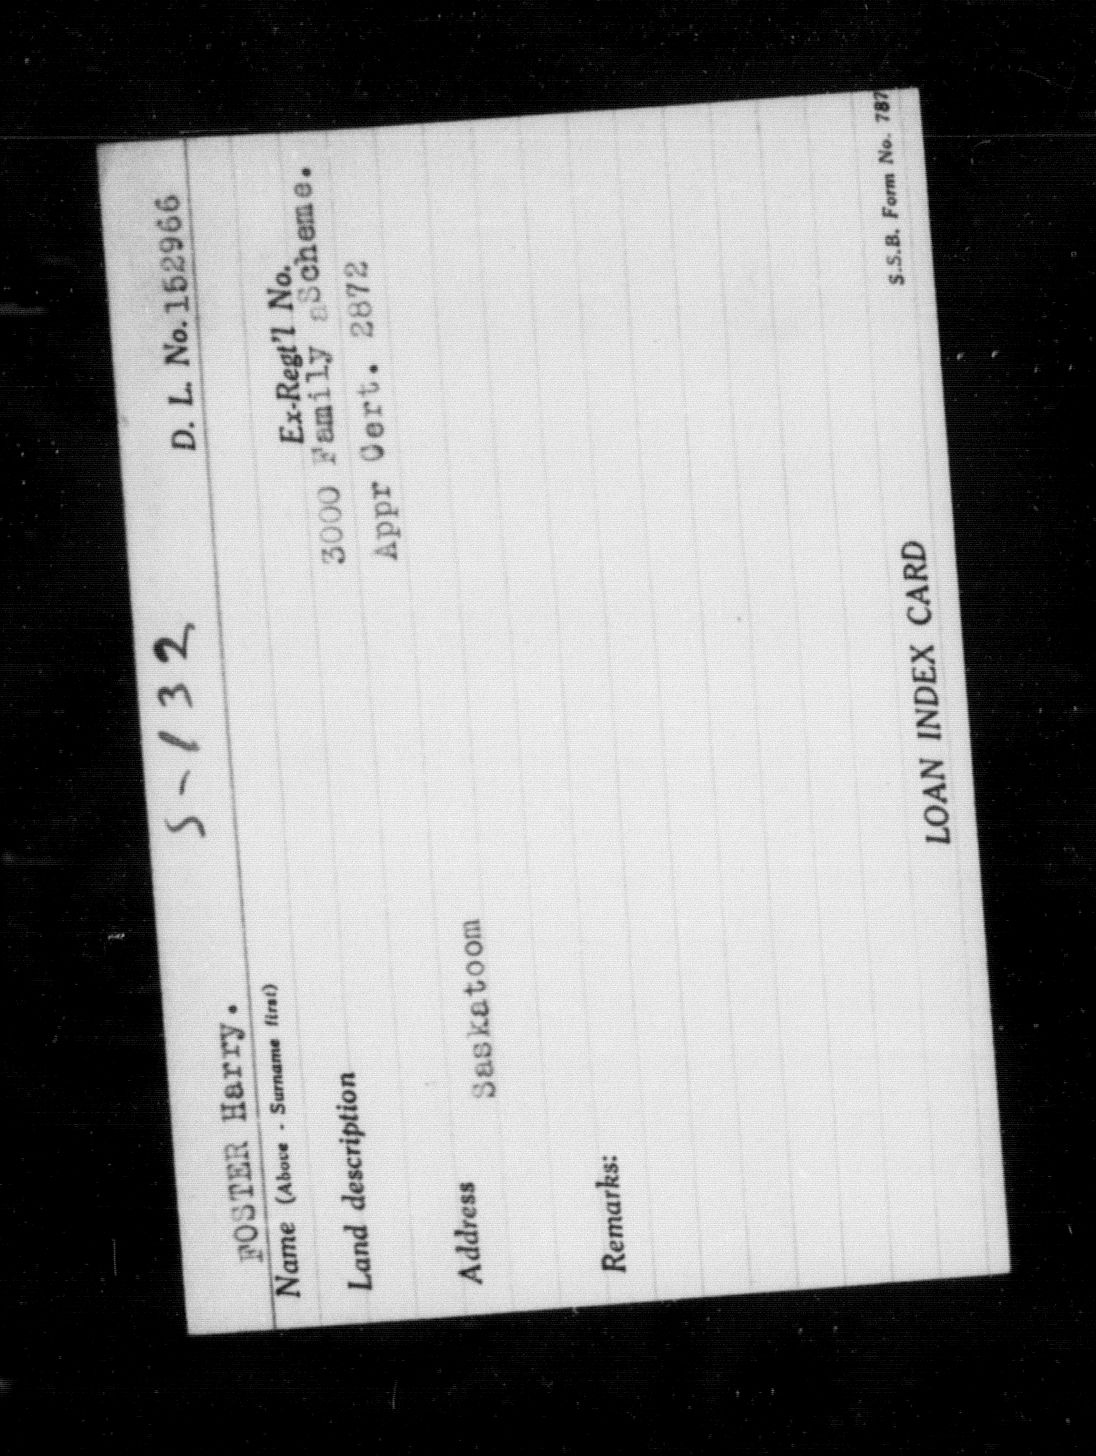 FOSTER Harry. S-132 D. L. No. 152966
Name (Above - Surname first) Ex-Regt'l No.
3000 Family Scheme.
Land description Appr Cert. 2872
Address Saskatoom
Remarks:
LOAN INDEX CARD
S.S.B. Form No. 787